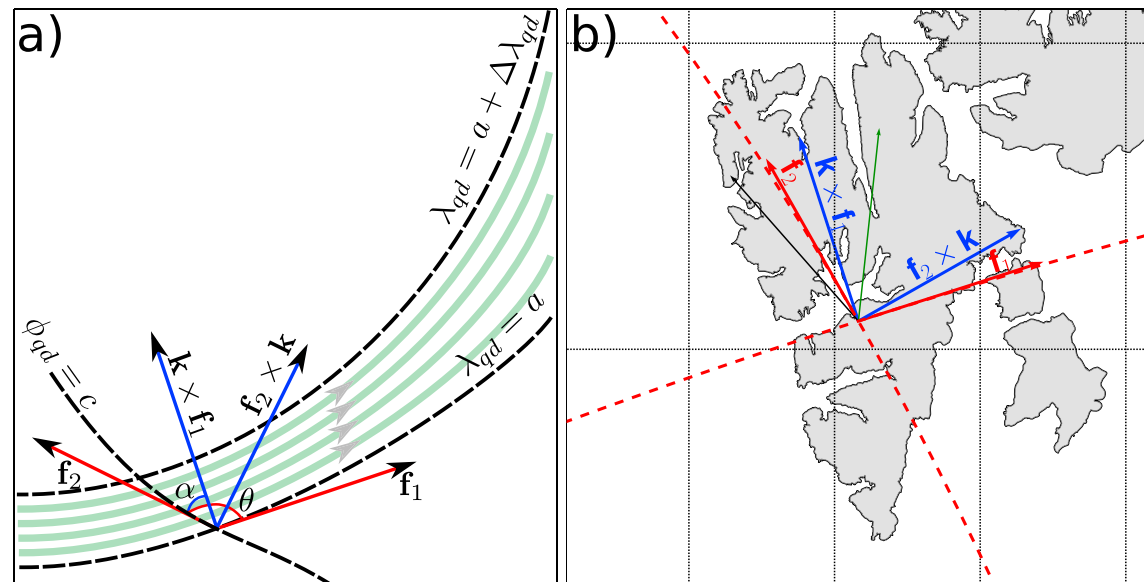 a)
λqd = a + Δλqd
λqd = a
ϕqd = c
k × f1
f2 × k
f2
α
θ
f1
b)
f2
k × f1
f2 × k
f1